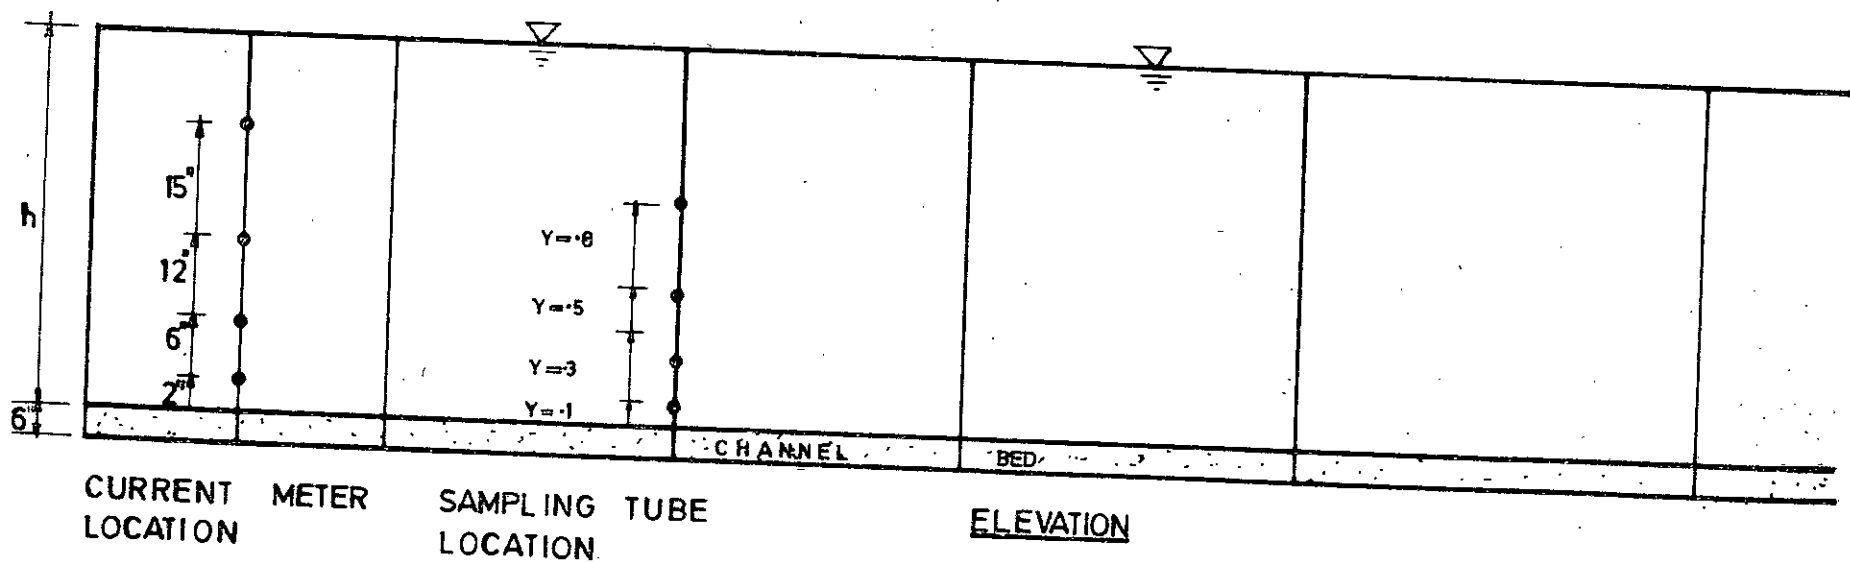 h
15"
12"
6"
2"
6"
Y=·8
Y=·5
Y=·3
Y=·1
CHANNEL BED
CURRENT METER
LOCATION
SAMPLING TUBE
LOCATION
ELEVATION